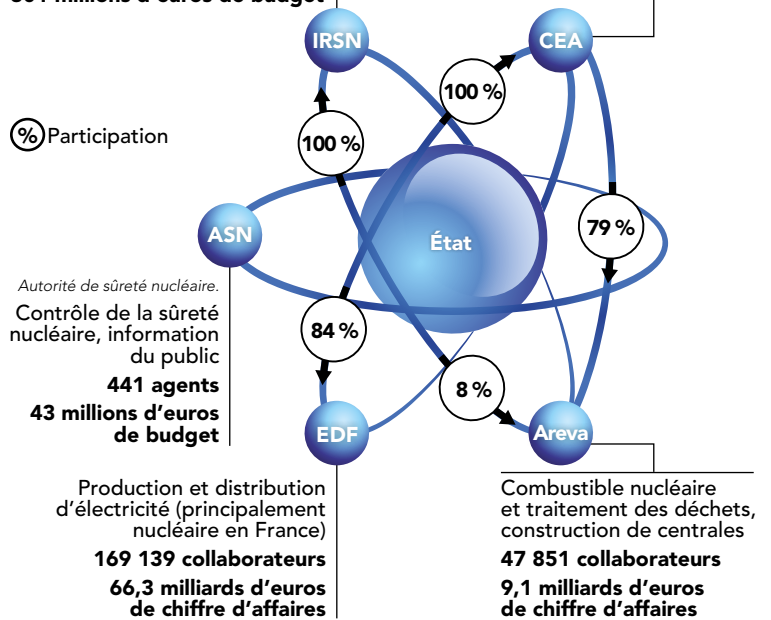 IRSN
CEA
100 %
% Participation
100 %
79 %
ASN
État
Autorité de sûreté nucléaire.
Contrôle de la sûreté
nucléaire, information
du public
441 agents
43 millions d’euros
de budget
84 %
8 %
EDF
Areva
Production et distribution
d’électricité (principalement
nucléaire en France)
169 139 collaborateurs
66,3 milliards d’euros
de chiffre d’affaires
Combustible nucléaire
et traitement des déchets,
construction de centrales
47 851 collaborateurs
9,1 milliards d’euros
de chiffre d’affaires